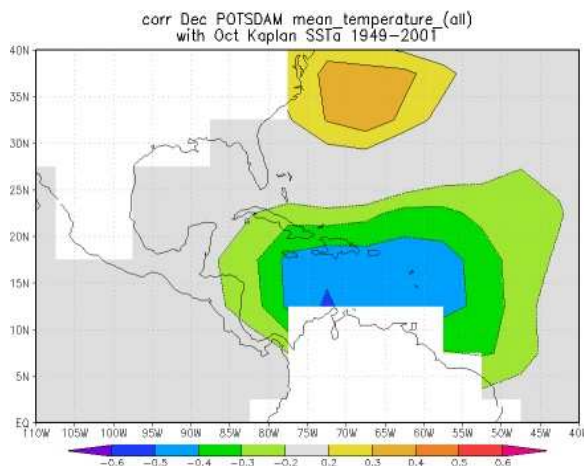 corr Dec POTSDAM mean_temperature_(all)
with Oct Kaplan SSTa 1949-2001
40N
35N
30N
25N
20N
15N
10N
5N
EQ
110W 105W 100W 95W 90W 85W 80W 75W 70W 65W 60W 55W 50W 45W 40W
-0.6 -0.5 -0.4 -0.3 -0.2 0.2 0.3 0.4 0.5 0.6